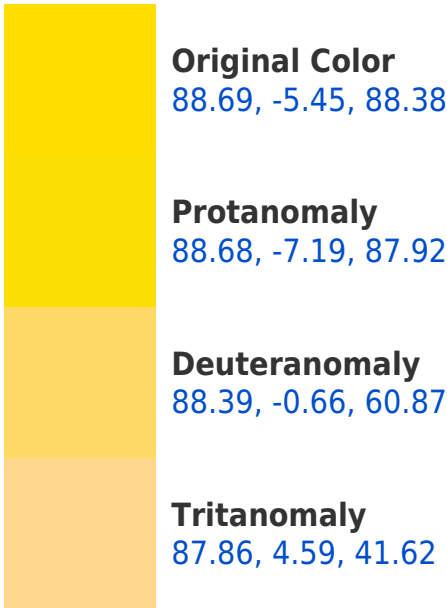 Original Color
88.69, -5.45, 88.38
Protanomaly
88.68, -7.19, 87.92
Deuteranomaly
88.39, -0.66, 60.87
Tritanomaly
87.86, 4.59, 41.62